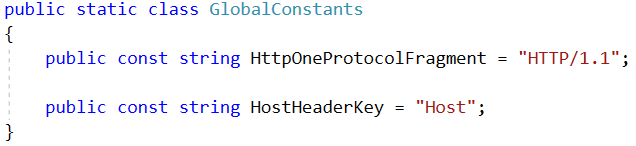 public static class GlobalConstants
{
    public const string HttpOneProtocolFragment = "HTTP/1.1";
    public const string HostHeaderKey = "Host";
}